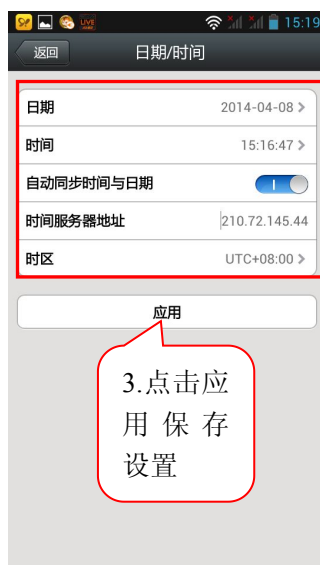 LIVE
15:19
返回
日期/时间
日期 2014-04-08
时间 15:16:47
自动同步时间与日期
时间服务器地址 210.72.145.44
时区 UTC+08:00
应用
3.点击应
用保存
设置